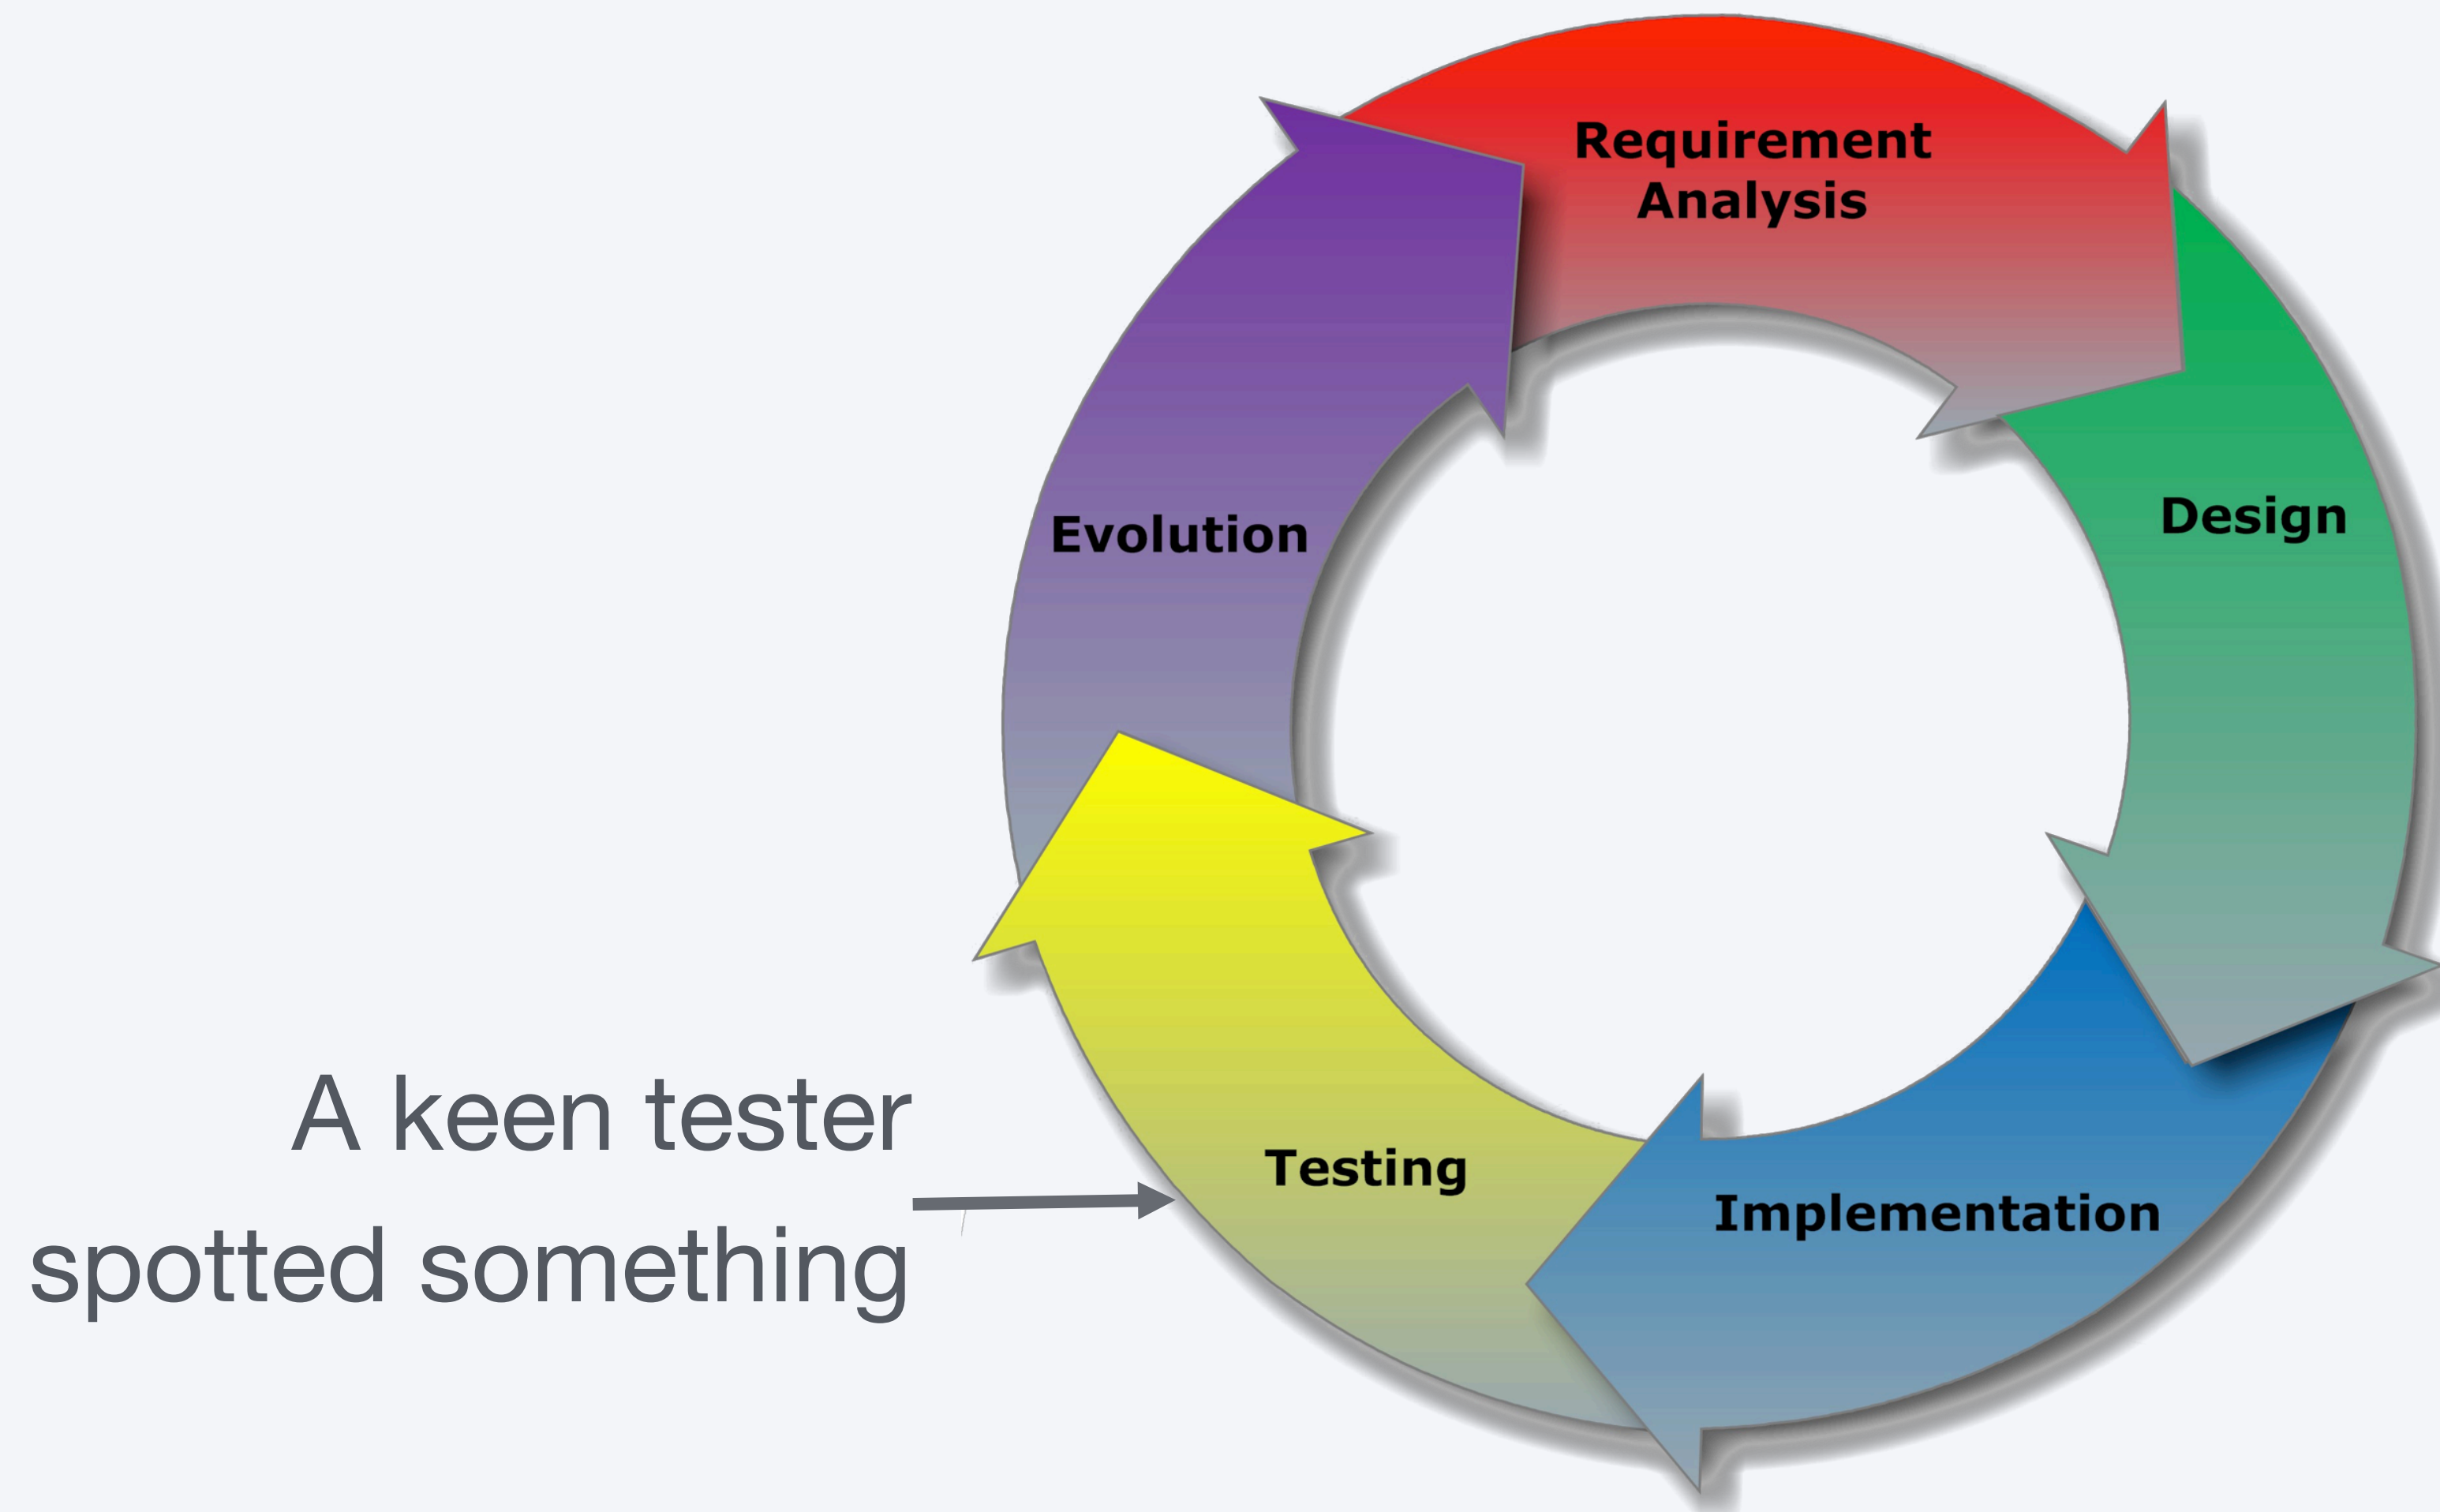 Requirement
Analysis
Design
Evolution
A keen tester
spotted something
Testing
Implementation